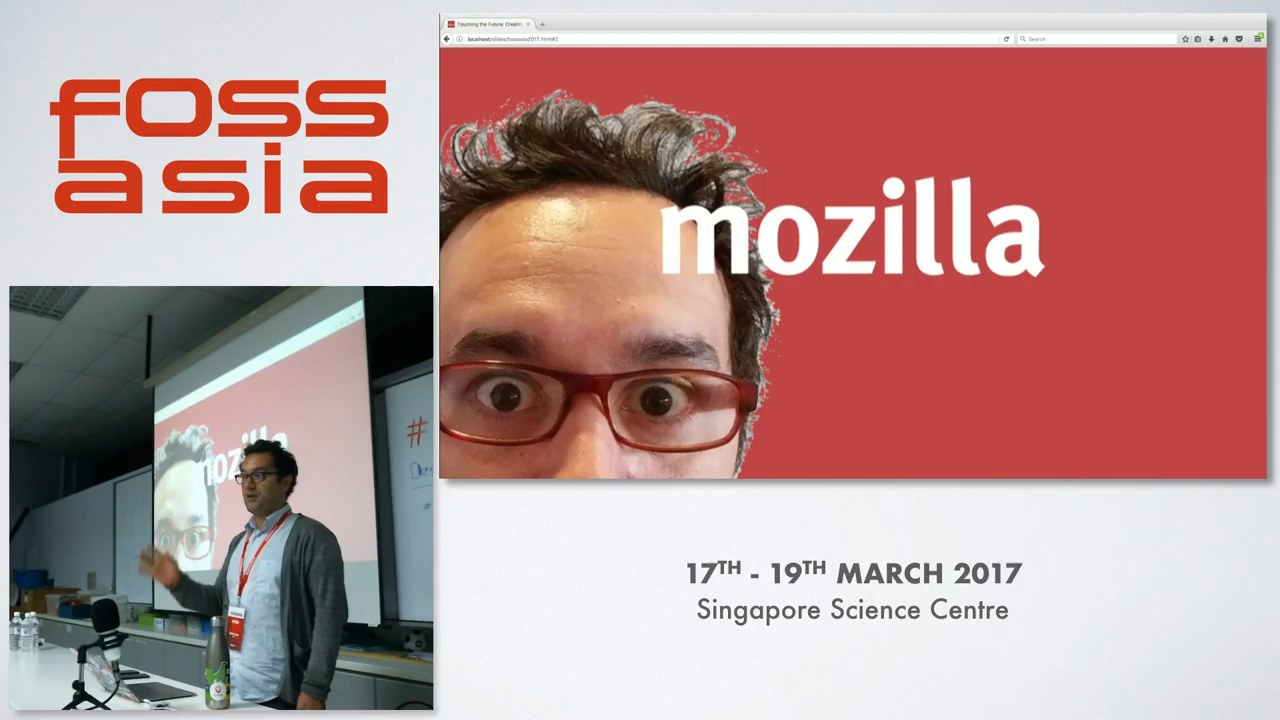 foss
asia
Touching the Future: Creatin
localhost/slides/fossasia2017.html#2
Search
mozilla
mozilla
#
17TH - 19TH MARCH 2017
Singapore Science Centre